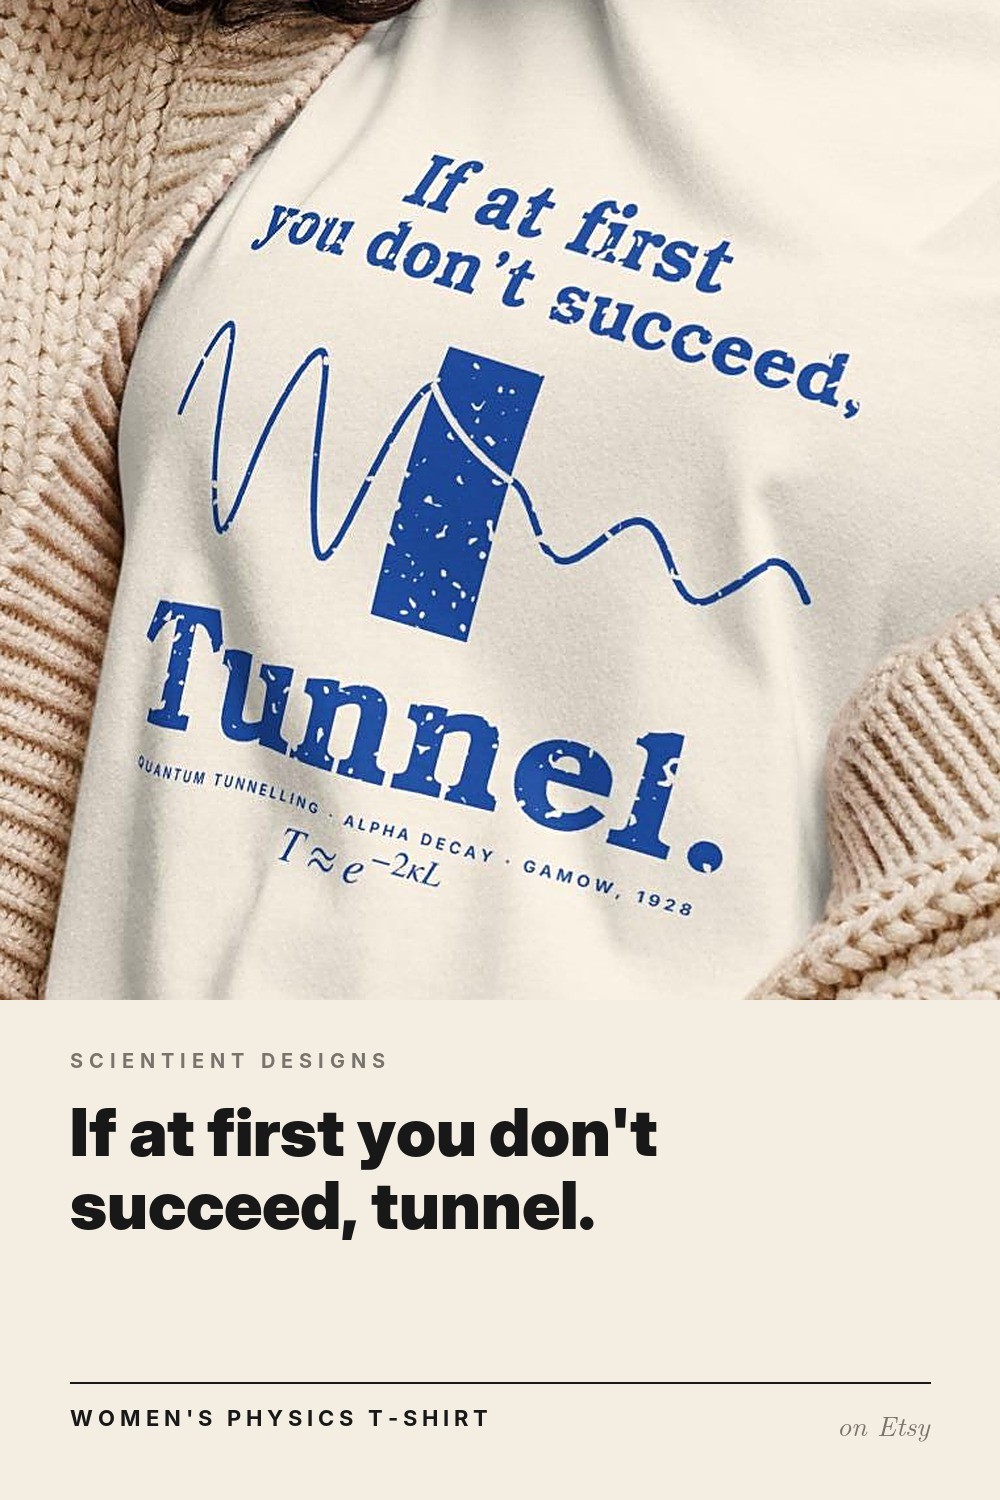 If at first
you don’t succeed,
Tunnel.
QUANTUM TUNNELLING · ALPHA DECAY · GAMOW, 1928
T ≈ e⁻²κL
SCIENTIENT DESIGNS
If at first you don't
succeed, tunnel.
WOMEN'S PHYSICS T-SHIRT
on Etsy